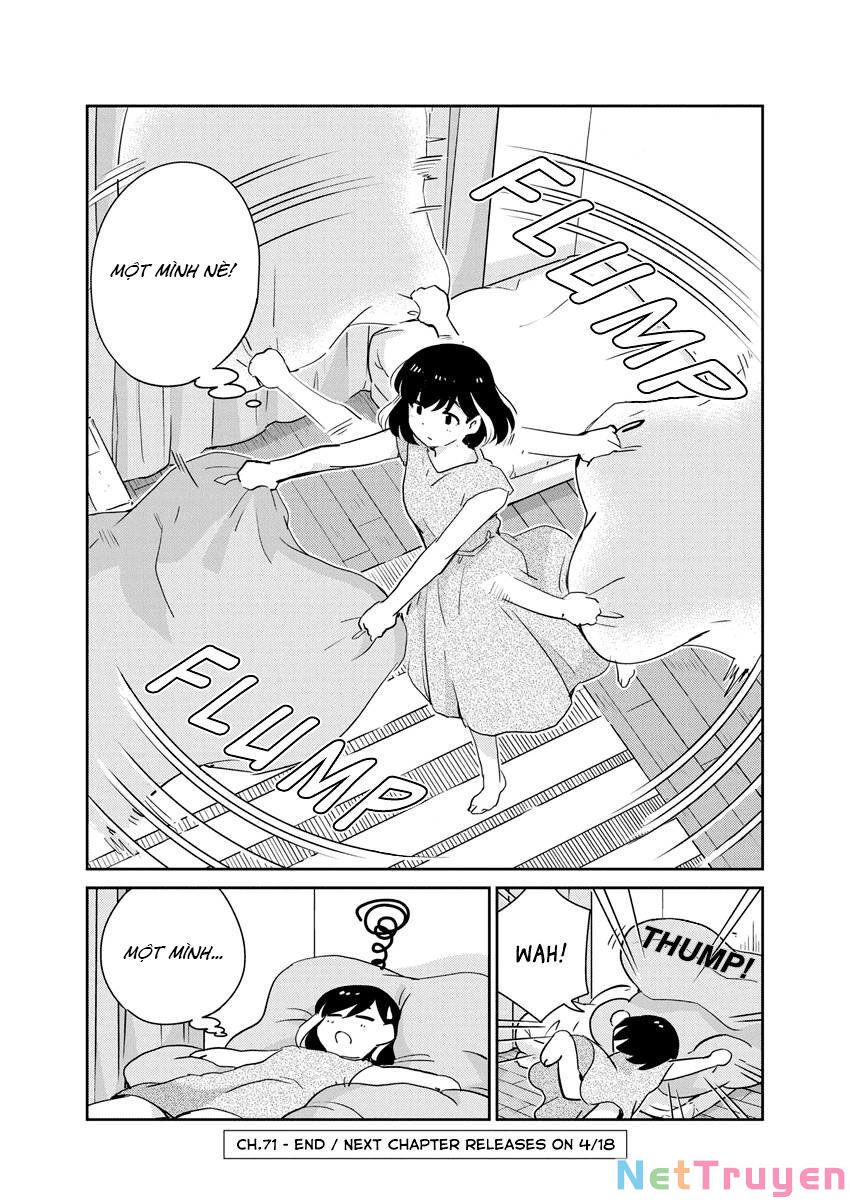 MỘT MÌNH NÈ!
FLUMP
FLUMP
WAH!
THUMP!
MỘT MÌNH...
CH.71 - END / NEXT CHAPTER RELEASES ON 4/18
NetTruyen